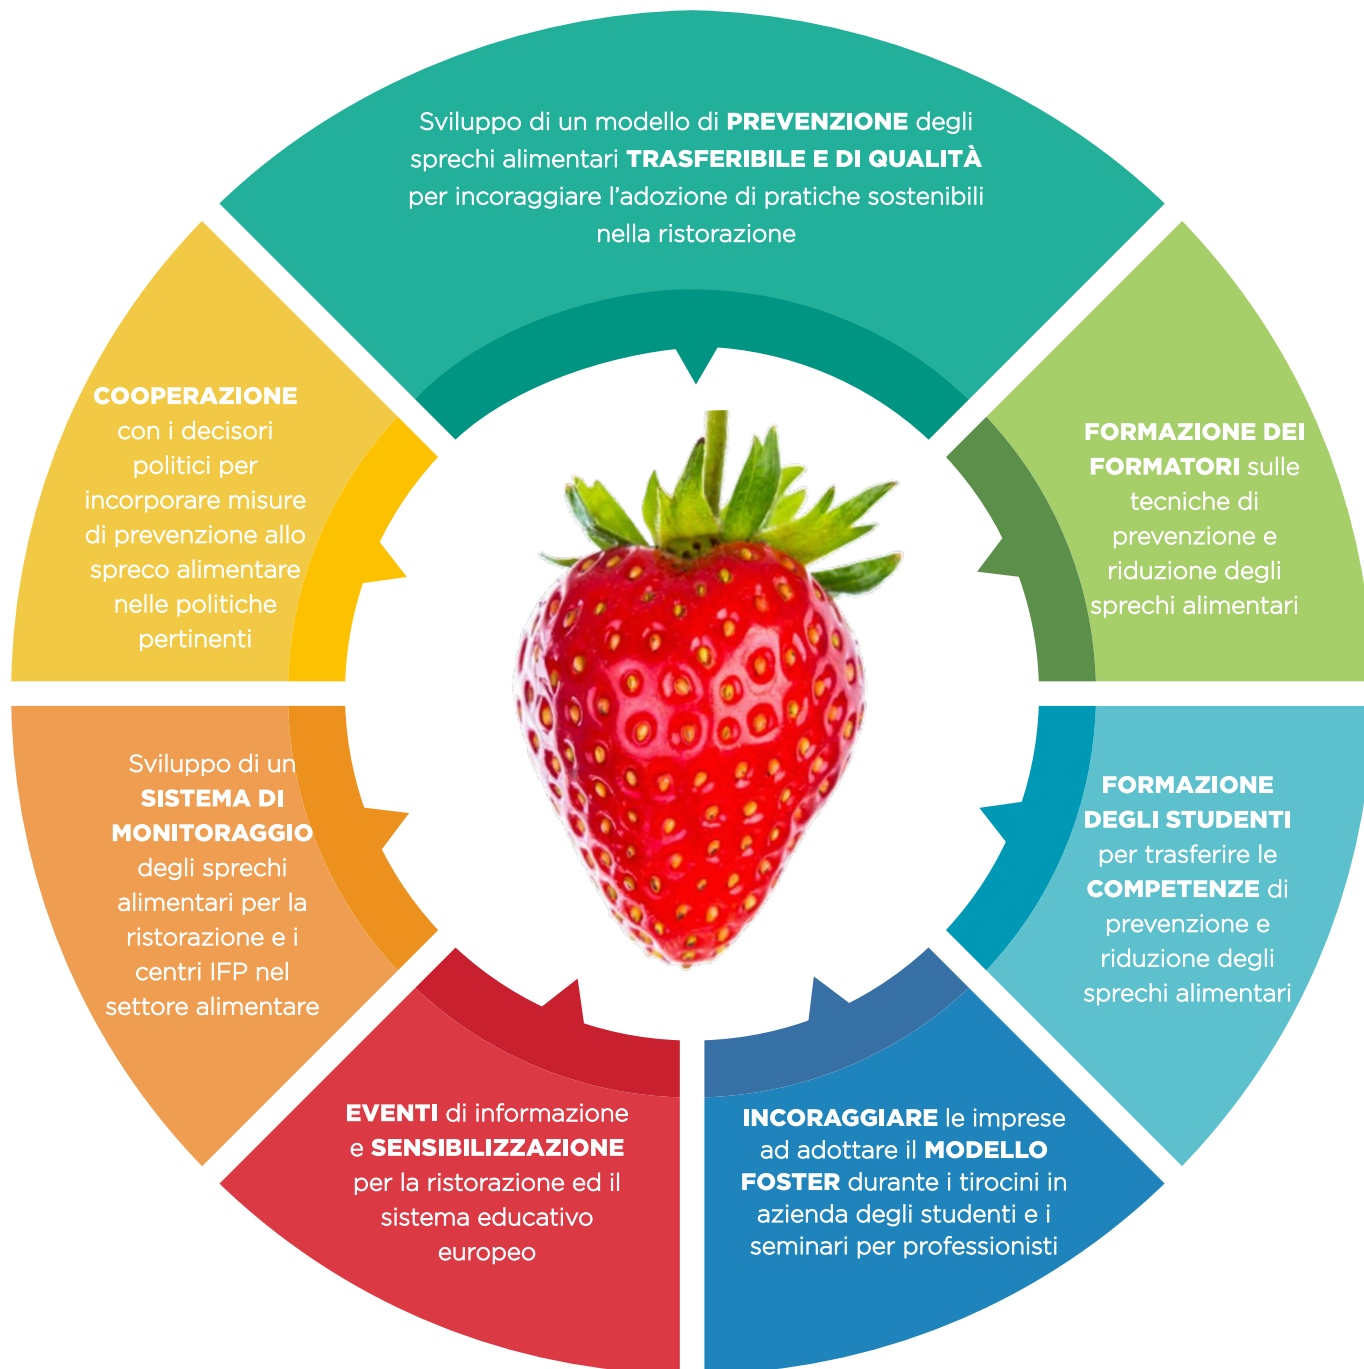 Sviluppo di un modello di PREVENZIONE degli
sprechi alimentari TRASFERIBILE E DI QUALITÀ
per incoraggiare l'adozione di pratiche sostenibili
nella ristorazione
FORMAZIONE DEI
FORMATORI sulle
tecniche di
prevenzione e
riduzione degli
sprechi alimentari
FORMAZIONE
DEGLI STUDENTI
per trasferire le
COMPETENZE di
prevenzione e
riduzione degli
sprechi alimentari
INCORAGGIARE le imprese
ad adottare il MODELLO
FOSTER durante i tirocini in
azienda degli studenti e i
seminari per professionisti
EVENTI di informazione
e SENSIBILIZZAZIONE
per la ristorazione ed il
sistema educativo
europeo
Sviluppo di un
SISTEMA DI
MONITORAGGIO
degli sprechi
alimentari per la
ristorazione e i
centri IFP nel
settore alimentare
COOPERAZIONE
con i decisori
politici per
incorporare misure
di prevenzione allo
spreco alimentare
nelle politiche
pertinenti